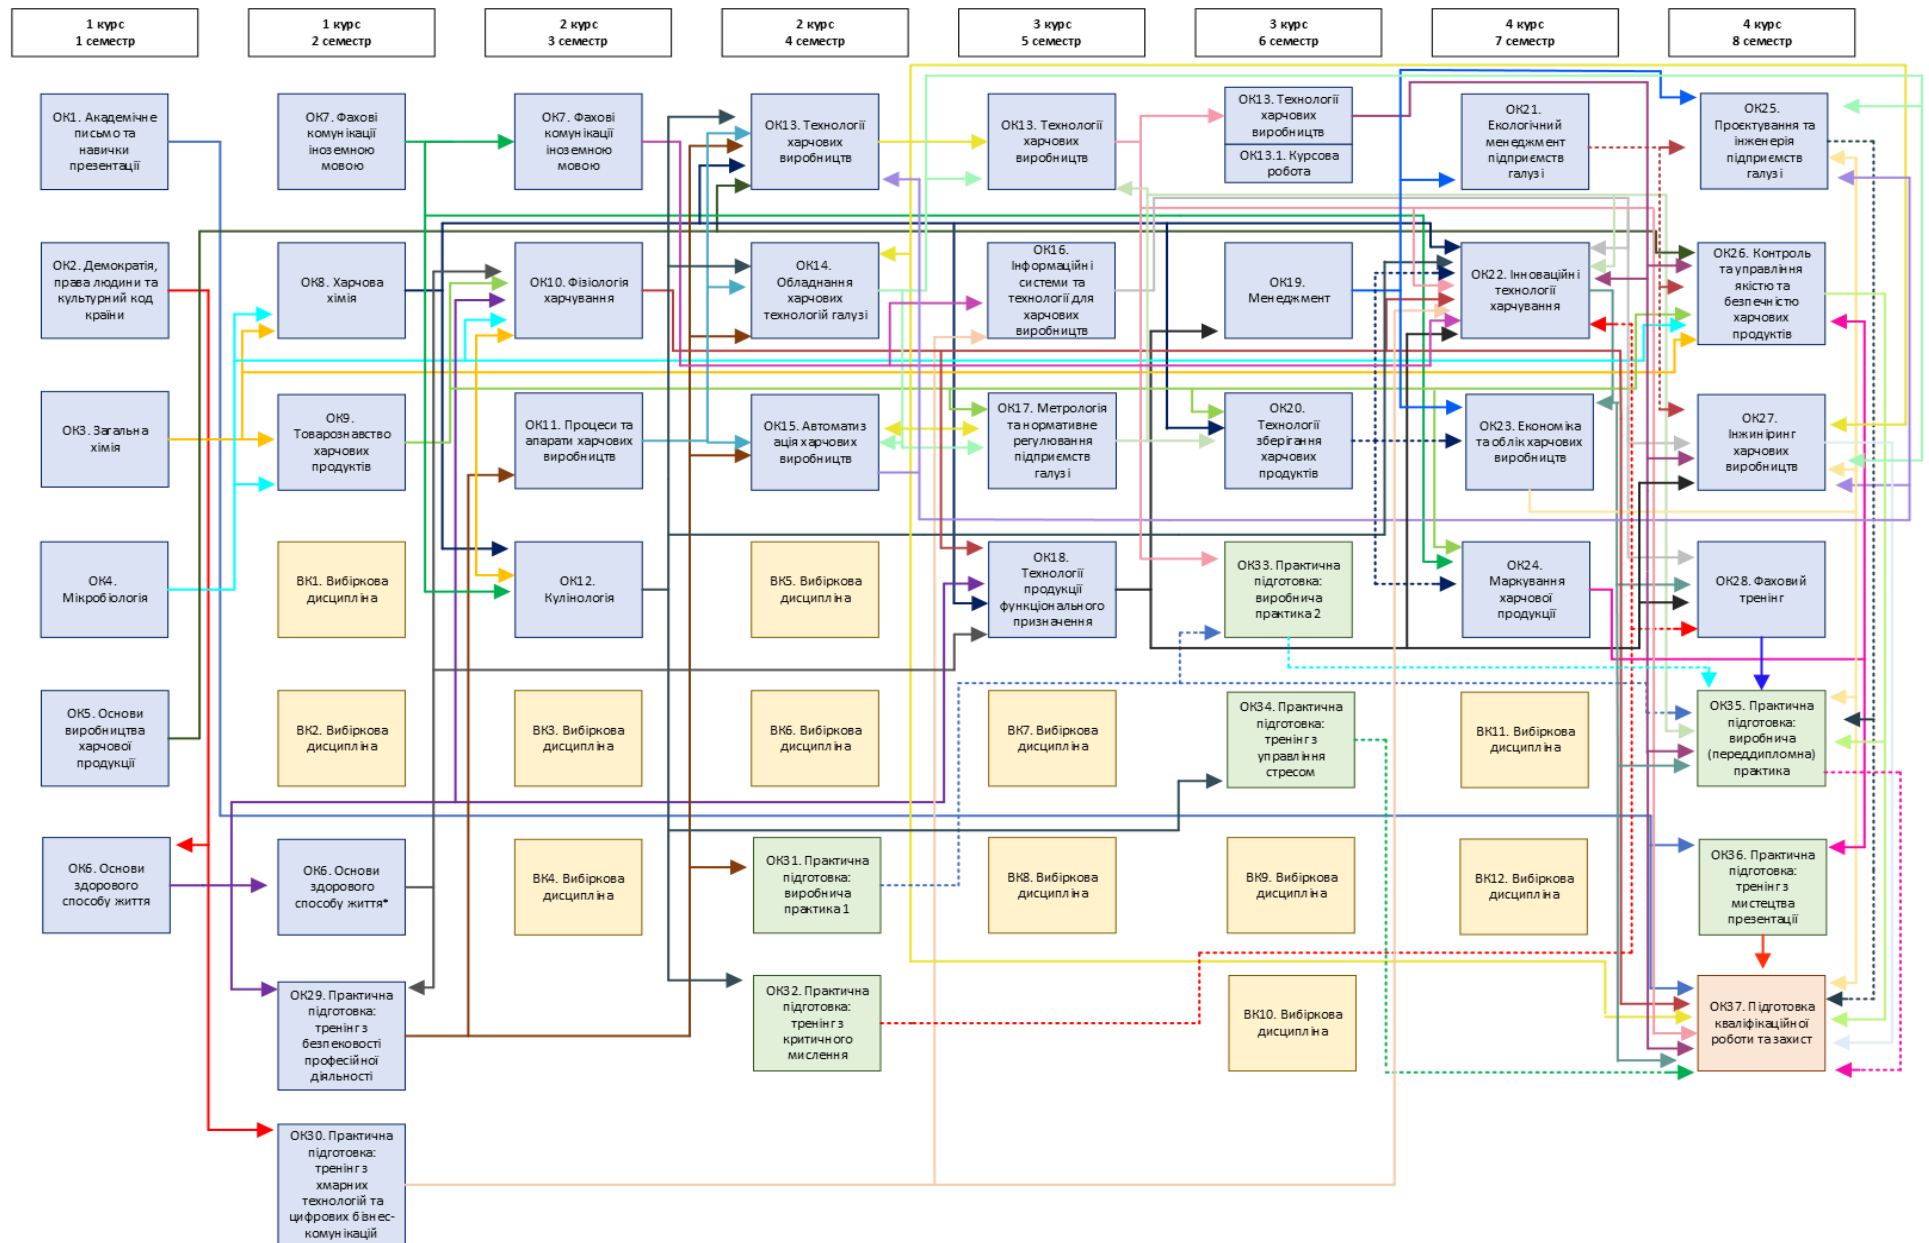 1 курс
1 семестр
1 курс
2 семестр
2 курс
3 семестр
2 курс
4 семестр
3 курс
5 семестр
3 курс
6 семестр
4 курс
7 семестр
4 курс
8 семестр
ОК1. Академічне
письмо та
навички
презентації
ОК2. Демократія,
права людини та
культурний код
країни
ОК3. Загальна
хімія
ОК4.
Мікробіологія
ОК5. Основи
виробництва
харчової
продукції
ОК6. Основи
здорового
способу життя
ОК7. Фахові
комунікації
іноземною
мовою
ОК8. Харчова
хімія
ОК9.
Товарознавство
харчових
продуктів
ВК1. Вибіркова
дисципліна
ВК2. Вибіркова
дисципліна
ОК6. Основи
здорового
способу життя*
ОК29. Практична
підготовка:
тренінг з
безпековості
професійної
діяльності
ОК30. Практична
підготовка:
тренінг з
хмарних
технологій та
цифрових бізнес-
комунікацій
ОК7. Фахові
комунікації
іноземною
мовою
ОК10. Фізіологія
харчування
ОК11. Процеси та
апарати харчових
виробництв
ОК12.
Кулінологія
ВК3. Вибіркова
дисципліна
ВК4. Вибіркова
дисципліна
ОК13. Технології
харчових
виробництв
ОК14.
Обладнання
харчових
технологій галузі
ОК15. Автоматиз
ація харчових
виробництв
ВК5. Вибіркова
дисципліна
ВК6. Вибіркова
дисципліна
ОК31. Практична
підготовка:
виробнича
практика 1
ОК32. Практична
підготовка:
тренінг з
критичного
мислення
ОК13. Технології
харчових
виробництв
ОК16.
Інформаційні
системи та
технології для
харчових
виробництв
ОК17. Метрологія
та нормативне
регулювання
підприємств
галузі
ОК18.
Технології
продукції
функціонального
призначення
ВК7. Вибіркова
дисципліна
ВК8. Вибіркова
дисципліна
ОК13. Технології
харчових
виробництв
ОК13.1. Курсова
робота
ОК19.
Менеджмент
ОК20.
Технології
зберігання
харчових
продуктів
ОК33. Практична
підготовка:
виробнича
практика 2
ОК34. Практична
підготовка:
тренінг з
управління
стресом
ВК9. Вибіркова
дисципліна
ВК10. Вибіркова
дисципліна
ОК21.
Екологічний
менеджмент
підприємств
галузі
ОК22. Інноваційні
технології
харчування
ОК23. Економіка
та облік харчових
виробництв
ОК24.
Маркування
харчової
продукції
ВК11. Вибіркова
дисципліна
ВК12. Вибіркова
дисципліна
ОК25.
Проєктування та
інженерія
підприємств
галузі
ОК26. Контроль
та управління
якістю та
безпечністю
харчових
продуктів
ОК27.
Інжиніринг
харчових
виробництв
ОК28. Фаховий
тренінг
ОК35. Практична
підготовка:
виробнича
(переддипломна)
практика
ОК36. Практична
підготовка:
тренінг з
мистецтва
презентації
ОК37. Підготовка
кваліфікаційної
роботи та захист